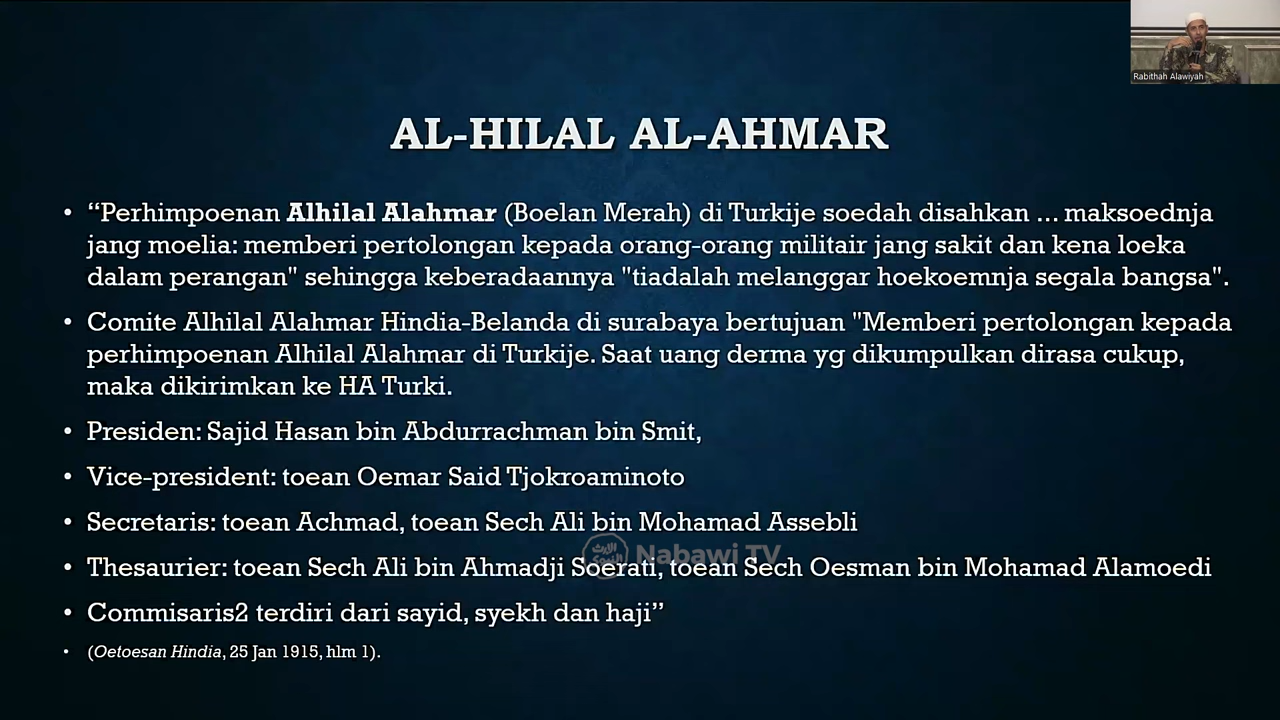 Rabithah Alawiyah
AL-HILAL AL-AHMAR
• “Perhimpoenan Alhilal Alahmar (Boelan Merah) di Turkije soedah disahkan ... maksoednja
jang moelia: memberi pertolongan kepada orang-orang militair jang sakit dan kena loeka
dalam perangan" sehingga keberadaannya "tiadalah melanggar hoekoemnja segala bangsa".
• Comite Alhilal Alahmar Hindia-Belanda di surabaya bertujuan "Memberi pertolongan kepada
perhimpoenan Alhilal Alahmar di Turkije. Saat uang derma yg dikumpulkan dirasa cukup,
maka dikirimkan ke HA Turki.
• Presiden: Sajid Hasan bin Abdurrachman bin Smit,
• Vice-president: toean Oemar Said Tjokroaminoto
• Secretaris: toean Achmad, toean Sech Ali bin Mohamad Assebli
Nabawi TV
• Thesaurier: toean Sech Ali bin Ahmadji Soerati, toean Sech Oesman bin Mohamad Alamoedi
• Commisaris2 terdiri dari sayid, syekh dan haji”
• (Oetoesan Hindia, 25 Jan 1915, hlm 1).